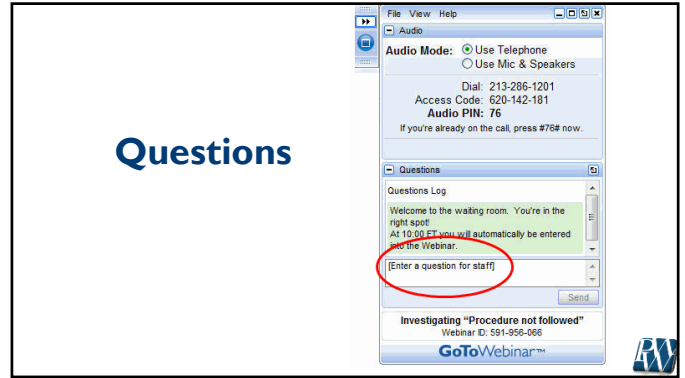 Questions
File View Help
Audio
Audio Mode: Use Telephone
Use Mic & Speakers
Dial: 213-286-1201
Access Code: 620-142-181
Audio PIN: 76
If you're already on the call, press #76# now.
Questions
Questions Log
Welcome to the waiting room. You're in the
right spot!
At 10:00 ET you will automatically be entered
into the Webinar.
[Enter a question for staff]
Send
Investigating “Procedure not followed”
Webinar ID: 591-956-066
GoToWebinar™